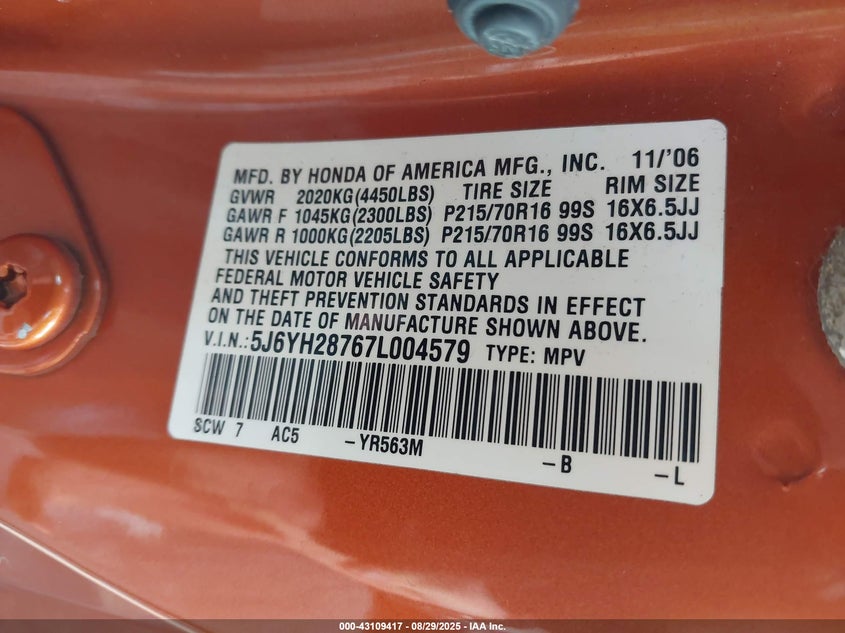 MFD. BY HONDA OF AMERICA MFG., INC. 11/'06
GVWR 2020KG(4450LBS) TIRE SIZE RIM SIZE
GAWR F 1045KG(2300LBS) P215/70R16 99S 16X6.5JJ
GAWR R 1000KG(2205LBS) P215/70R16 99S 16X6.5JJ
THIS VEHICLE CONFORMS TO ALL APPLICABLE
FEDERAL MOTOR VEHICLE SAFETY
AND THEFT PREVENTION STANDARDS IN EFFECT
ON THE DATE OF MANUFACTURE SHOWN ABOVE.
V.I.N.: 5J6YH28767L004579 TYPE: MPV
SCW 7 AC5 –YR563M –B –L
000-43109417 - 08/29/2025 - IAA Inc.